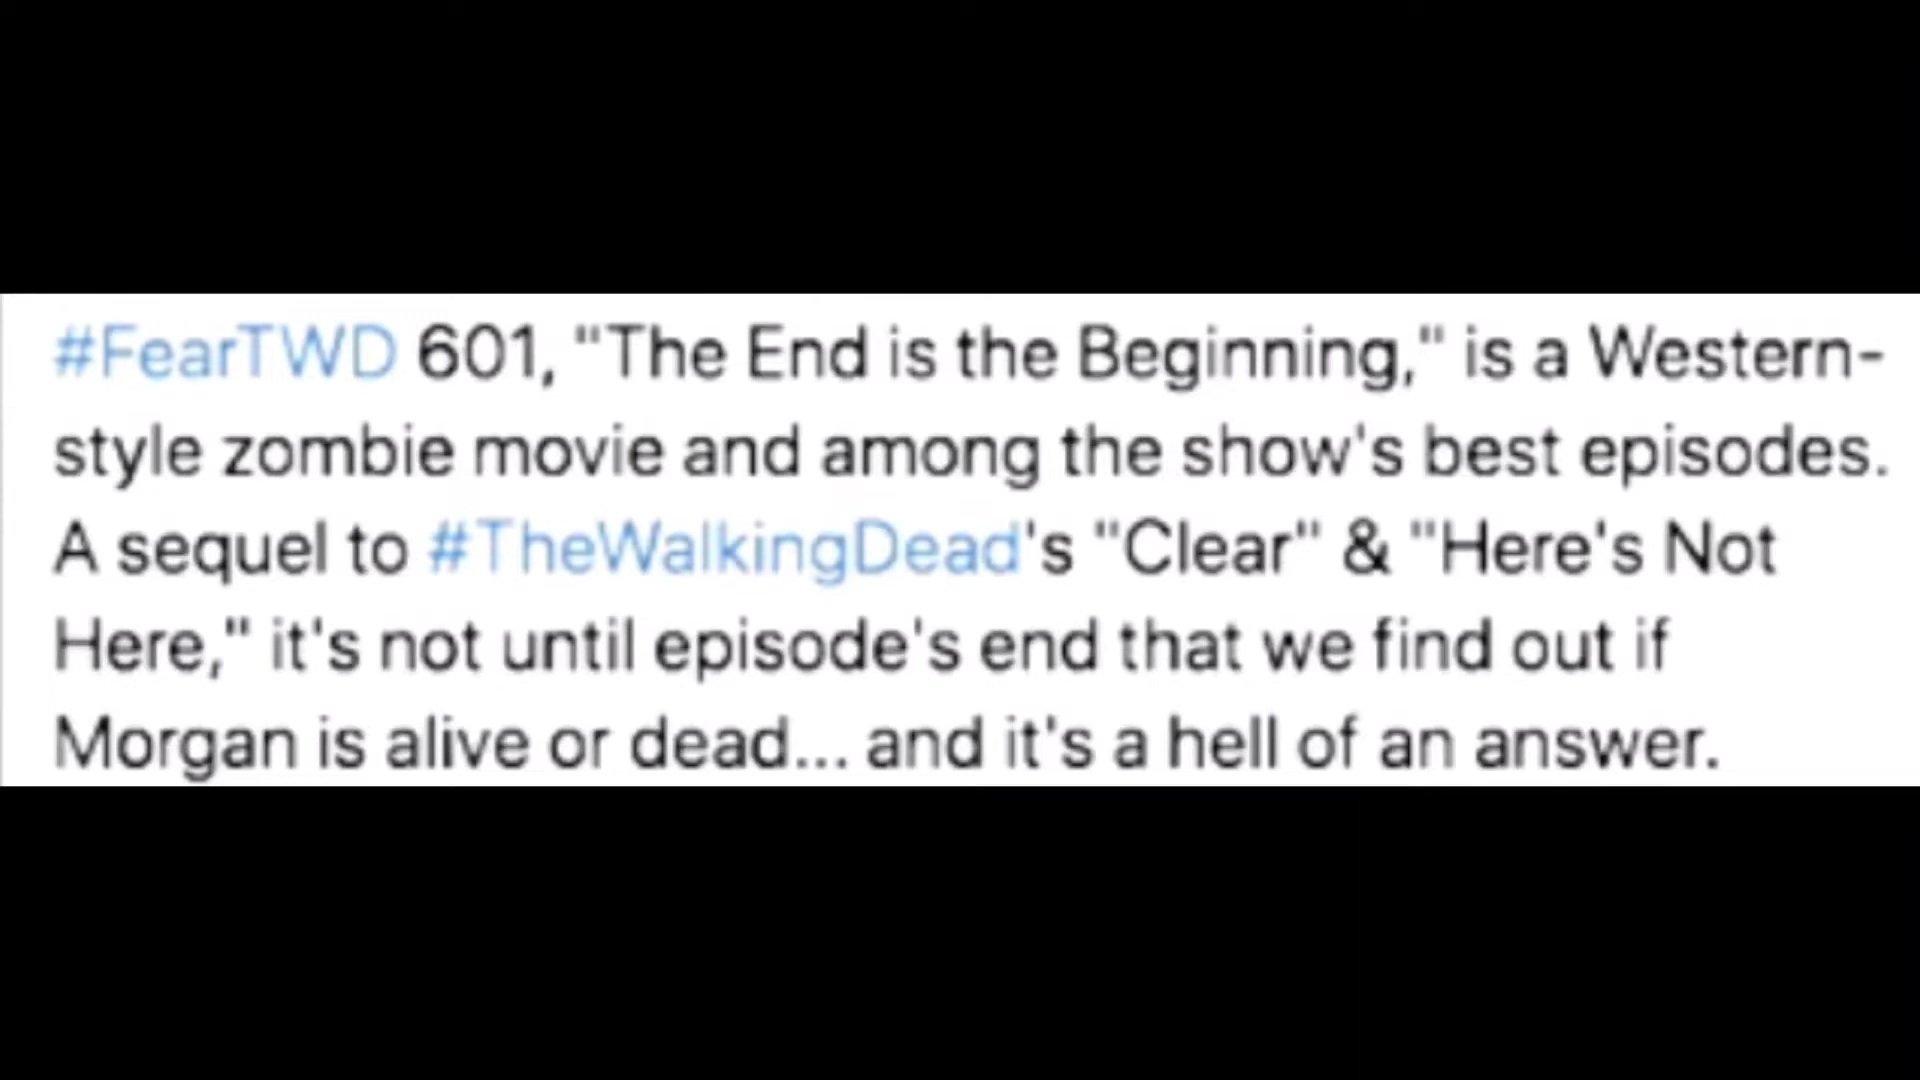 #FearTWD 601, "The End is the Beginning," is a Western-
style zombie movie and among the show's best episodes.
A sequel to #TheWalkingDead's "Clear" & "Here's Not
Here," it's not until episode's end that we find out if
Morgan is alive or dead... and it's a hell of an answer.